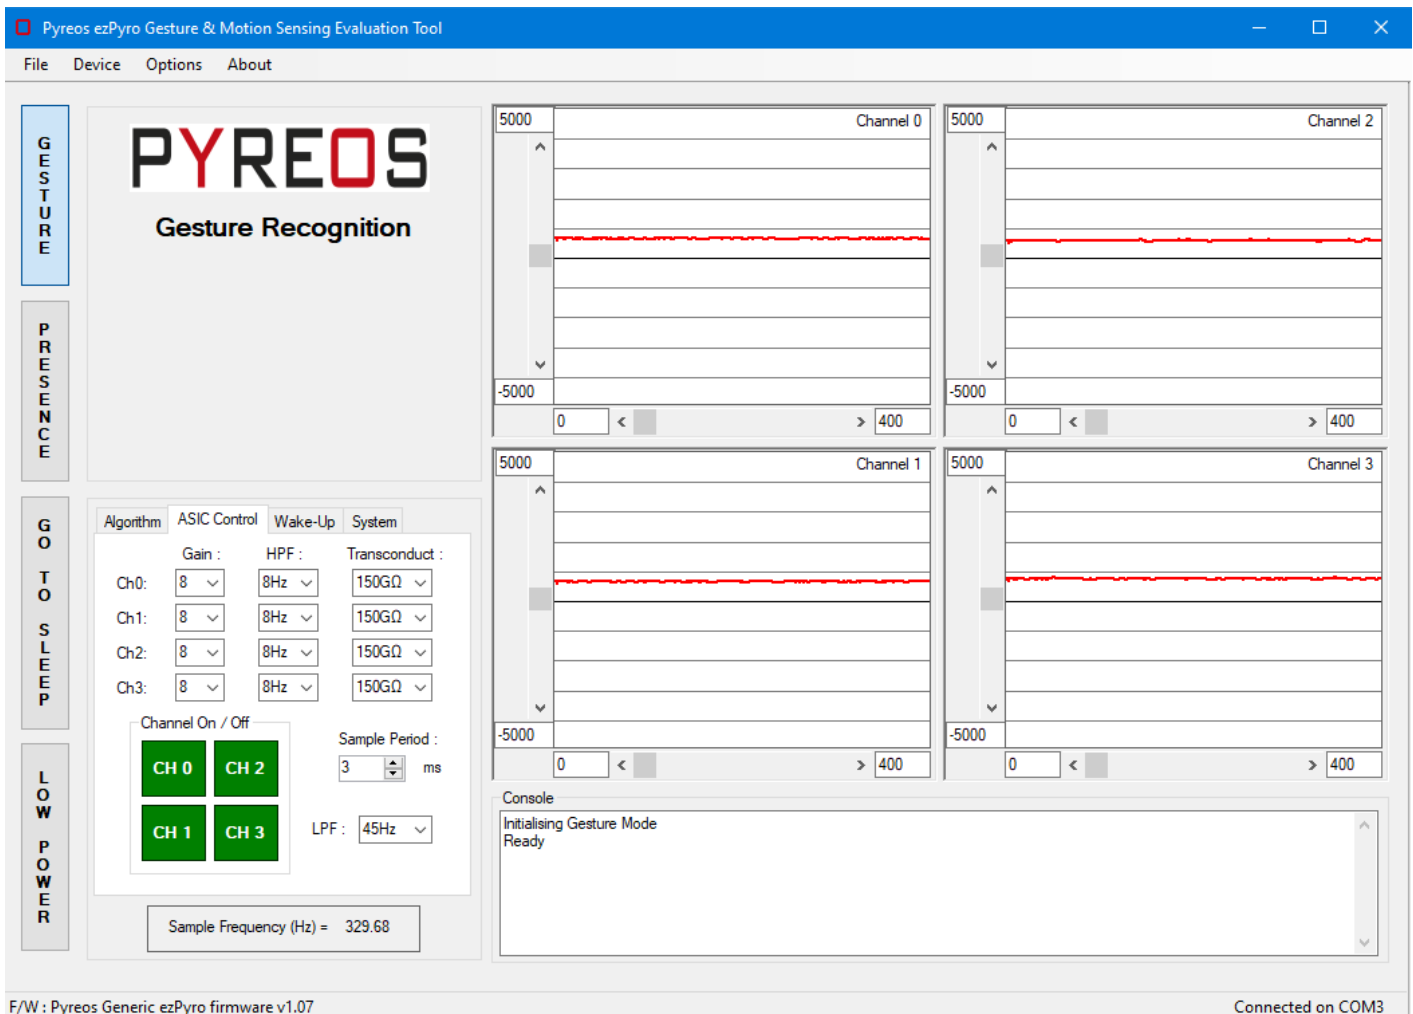 Pyreos ezPyro Gesture & Motion Sensing Evaluation Tool
File Device Options About
GESTURE
PRESENCE
GO TO SLEEP
LOW POWER
PYREOS
Gesture Recognition
Algorithm ASIC Control Wake-Up System
Gain : HPF : Transconduct :
Ch0: 8 8Hz 150GΩ
Ch1: 8 8Hz 150GΩ
Ch2: 8 8Hz 150GΩ
Ch3: 8 8Hz 150GΩ
Channel On / Off
CH 0 CH 2
CH 1 CH 3
Sample Period :
3 ms
LPF : 45Hz
Sample Frequency (Hz) = 329.68
5000 Channel 0
-5000
0 < > 400
5000 Channel 2
-5000
0 < > 400
5000 Channel 1
-5000
0 < > 400
5000 Channel 3
-5000
0 < > 400
Console
Initialising Gesture Mode
Ready
F/W : Pyreos Generic ezPyro firmware v1.07
Connected on COM3